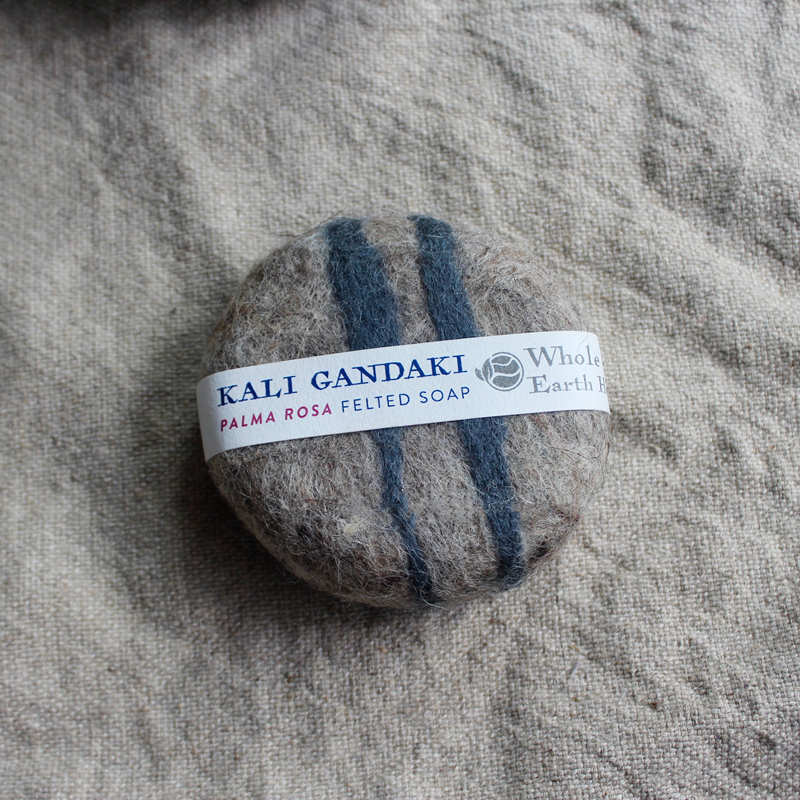 KALI GANDAKI
PALMA ROSA FELTED SOAP
Whole
Earth